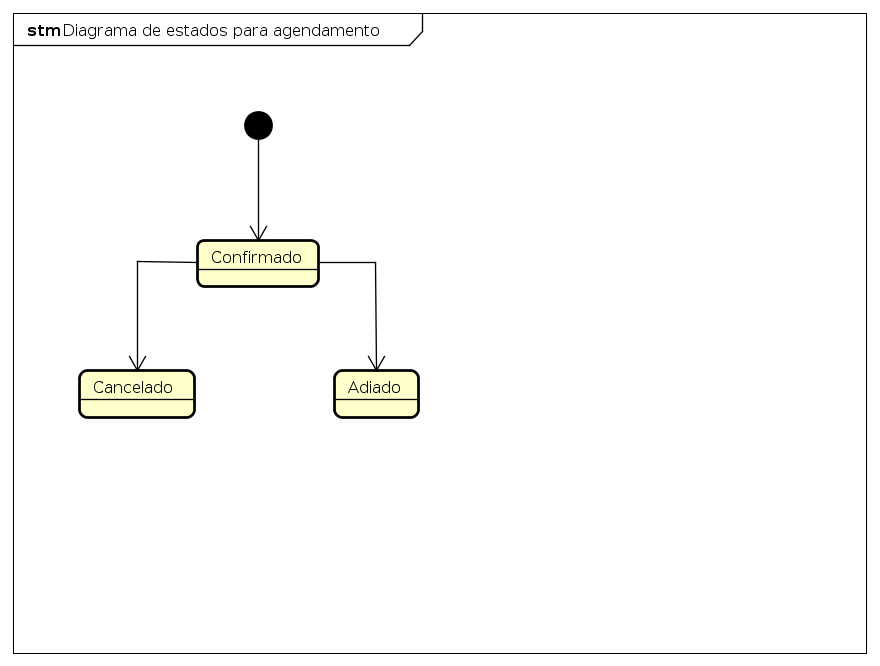 stm Diagrama de estados para agendamento
Confirmado
Cancelado
Adiado